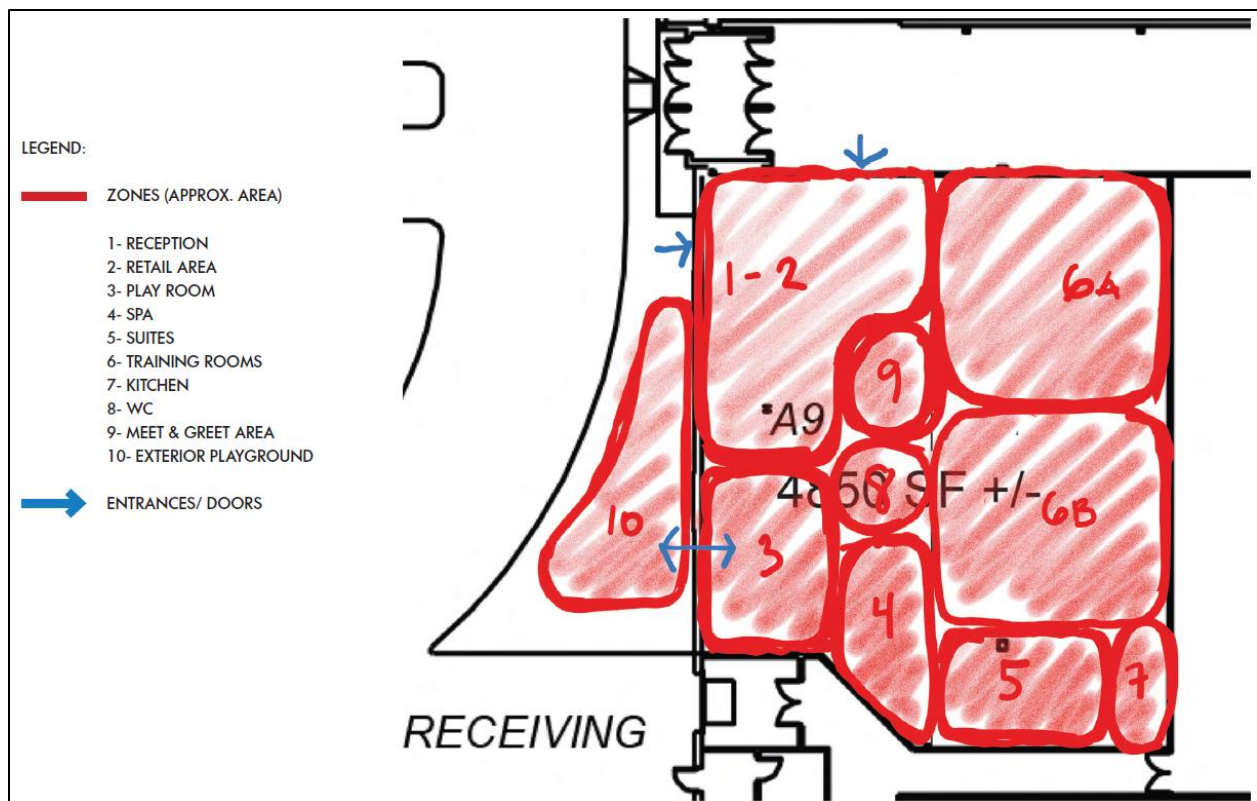 LEGEND:
ZONES (APPROX. AREA)
1- RECEPTION
2- RETAIL AREA
3- PLAY ROOM
4- SPA
5- SUITES
6- TRAINING ROOMS
7- KITCHEN
8- WC
9- MEET & GREET AREA
10- EXTERIOR PLAYGROUND
ENTRANCES/ DOORS
1-2
6A
9
A9
4850 SF +/-
8
6B
10
3
4
5
7
RECEIVING